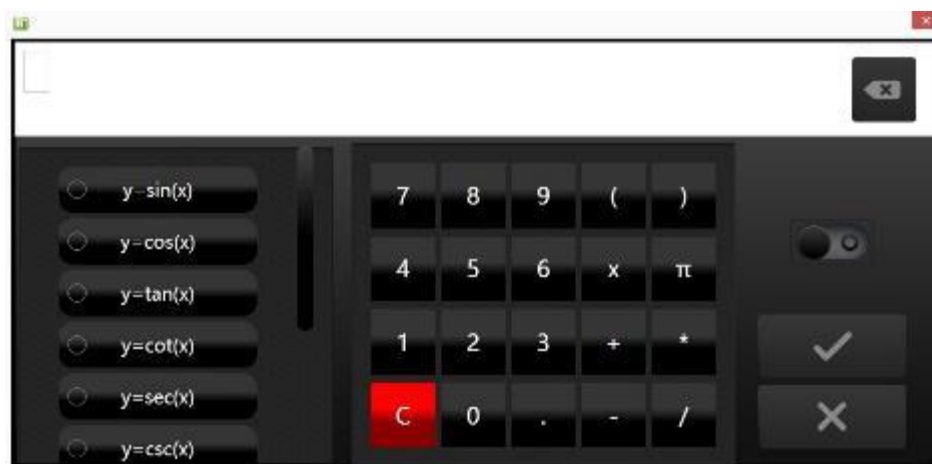 y=sin(x)
y=cos(x)
y=tan(x)
y=cot(x)
y=sec(x)
y=csc(x)
7 8 9 ( )
4 5 6 x π
1 2 3 + *
C 0 . - /